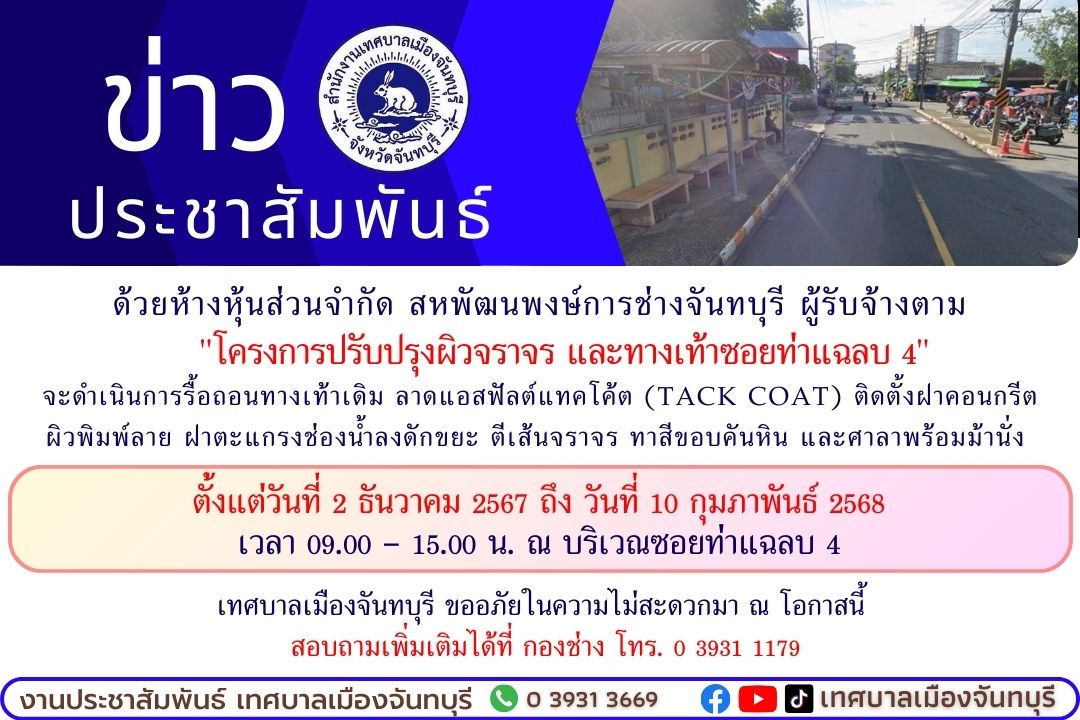 ข่าว
สำนักงานเทศบาลเมืองจันทบุรี
จังหวัดจันทบุรี
ประชาสัมพันธ์
ด้วยห้างหุ้นส่วนจำกัด สหพัฒนพงษ์การช่างจันทบุรี ผู้รับจ้างตาม
"โครงการปรับปรุงผิวจราจร และทางเท้าซอยท่าแฉลบ 4"
จะดำเนินการรื้อถอนทางเท้าเดิม ลาดแอสฟัลต์แทคโค้ต (TACK COAT) ติดตั้งฝาคอนกรีต
ผิวพิมพ์ลาย ฝาตะแกรงช่องน้ำลงดักขยะ ตีเส้นจราจร ทาสีขอบคันหิน และศาลาพร้อมม้านั่ง
ตั้งแต่วันที่ 2 ธันวาคม 2567 ถึง วันที่ 10 กุมภาพันธ์ 2568
เวลา 09.00 – 15.00 น. ณ บริเวณซอยท่าแฉลบ 4
เทศบาลเมืองจันทบุรี ขออภัยในความไม่สะดวกมา ณ โอกาสนี้
สอบถามเพิ่มเติมได้ที่ กองช่าง โทร. 0 3931 1179
งานประชาสัมพันธ์ เทศบาลเมืองจันทบุรี 0 3931 3669 เทศบาลเมืองจันทบุรี